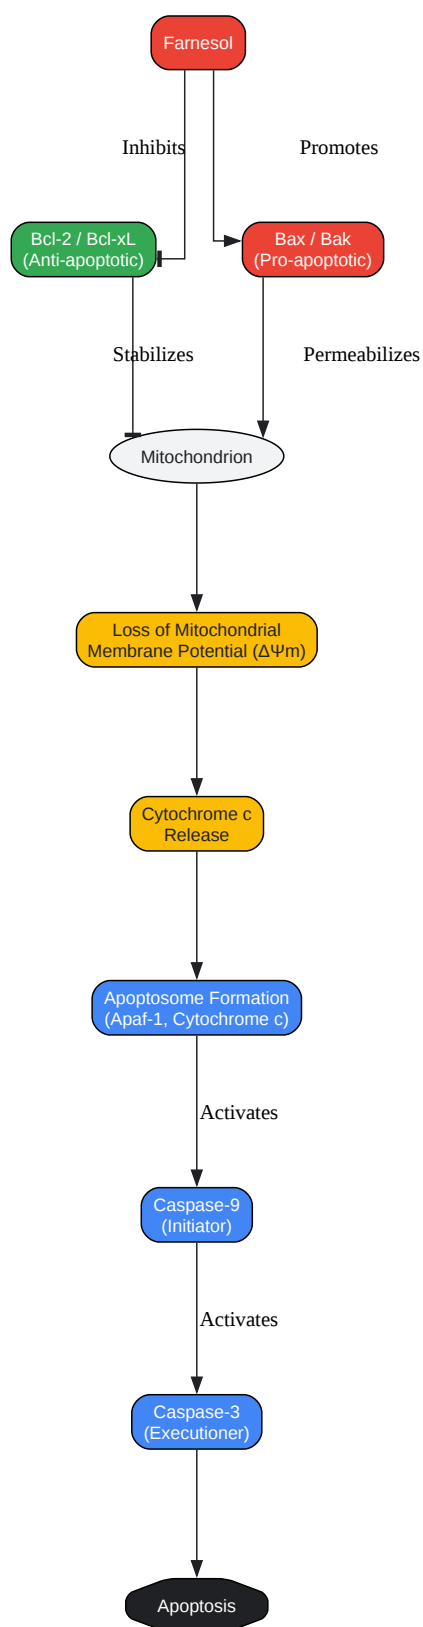 Farnesol
Inhibits
Promotes
Bcl-2 / Bcl-xL
(Anti-apoptotic)
Bax / Bak
(Pro-apoptotic)
Stabilizes
Permeabilizes
Mitochondrion
Loss of Mitochondrial
Membrane Potential (ΔΨm)
Cytochrome c
Release
Apoptosome Formation
(Apaf-1, Cytochrome c)
Activates
Caspase-9
(Initiator)
Activates
Caspase-3
(Executioner)
Apoptosis